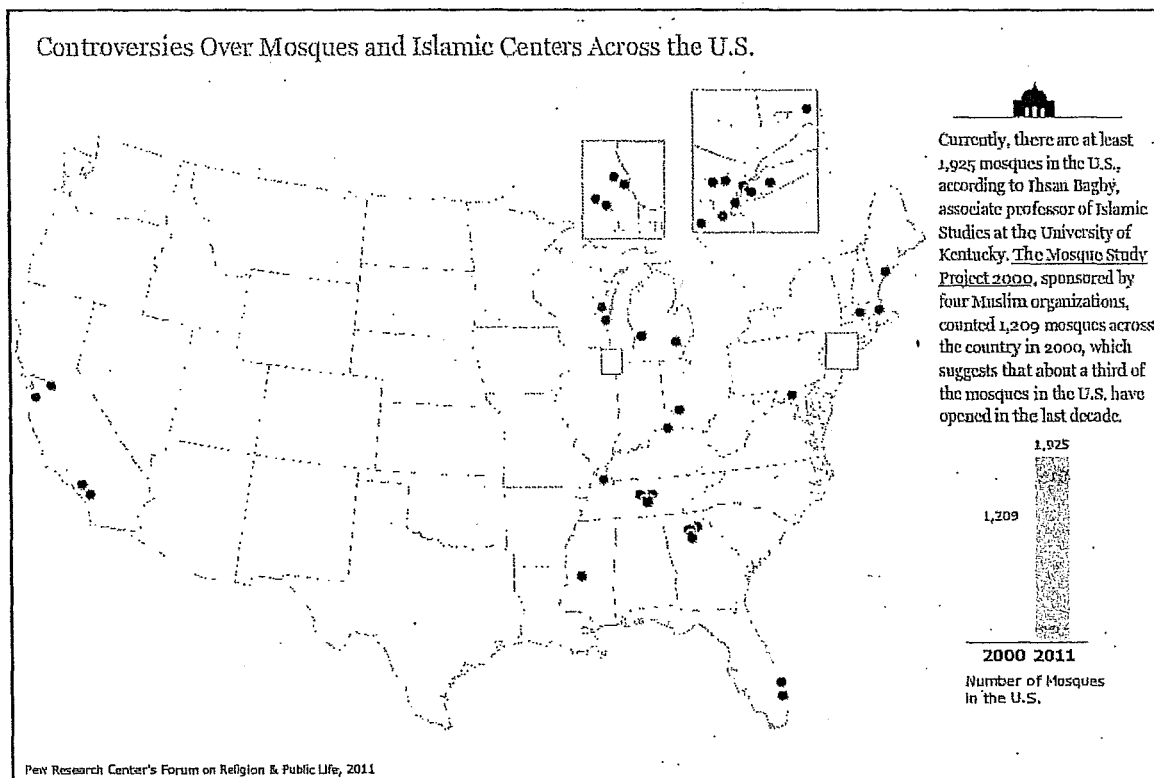 Controversies Over Mosques and Islamic Centers Across the U.S.
Currently, there are at least
1,925 mosques in the U.S.,
according to Ihsan Bagby,
associate professor of Islamic
Studies at the University of
Kentucky. The Mosque Study
Project 2000, sponsored by
four Muslim organizations,
counted 1,209 mosques across
the country in 2000, which
suggests that about a third of
the mosques in the U.S. have
opened in the last decade.
1,925
1,209
2000 2011
Number of Mosques
in the U.S.
Pew Research Center's Forum on Religion & Public Life, 2011